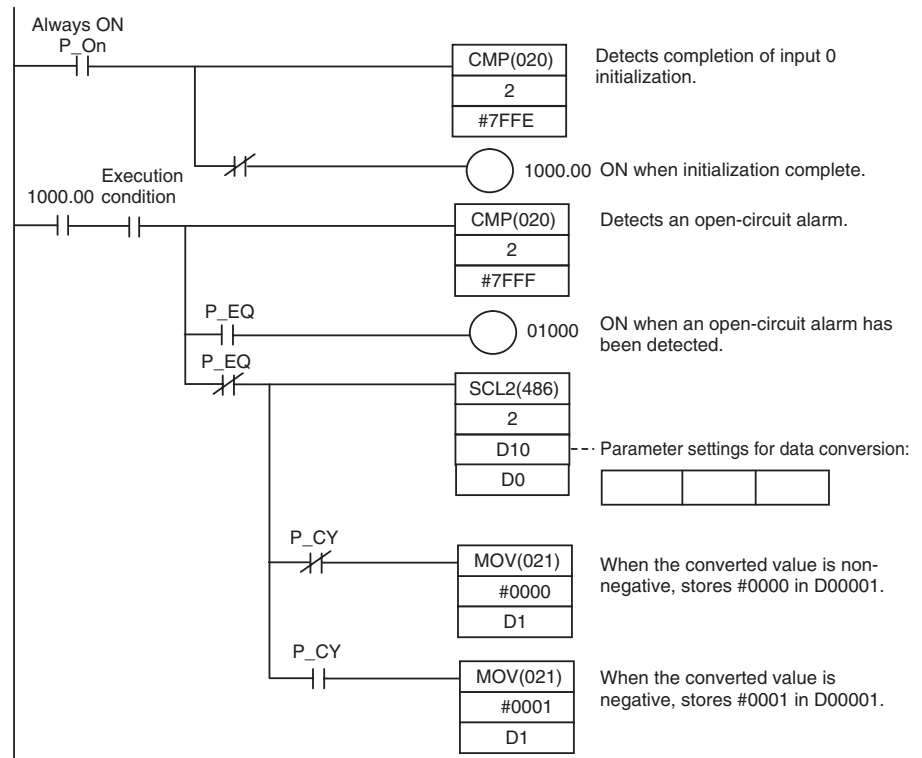 Always ON
P_On
CMP(020)
2
#7FFE
Detects completion of input 0
initialization.
1000.00
ON when initialization complete.
Execution
1000.00 condition
CMP(020)
2
#7FFF
Detects an open-circuit alarm.
P_EQ
01000
ON when an open-circuit alarm has
been detected.
P_EQ
SCL2(486)
2
D10
D0
Parameter settings for data conversion:
P_CY
MOV(021)
#0000
D1
When the converted value is non-
negative, stores #0000 in D00001.
P_CY
MOV(021)
#0001
D1
When the converted value is
negative, stores #0001 in D00001.